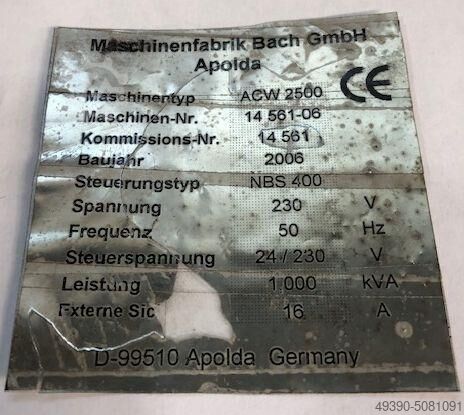 Maschinenfabrik Bach GmbH
Apolda
CE
Maschinentyp ACW 2500
Maschinen-Nr. 14 561-06
Kommissions-Nr. 14 561
Baujahr 2006
Steuerungstyp NBS 400
Spannung 230 V
Frequenz 50 Hz
Steuerspannung 24 / 230 V
Leistung 1,000 kVA
Externe Sic 16 A
D-99510 Apolda Germany
49390-5081091